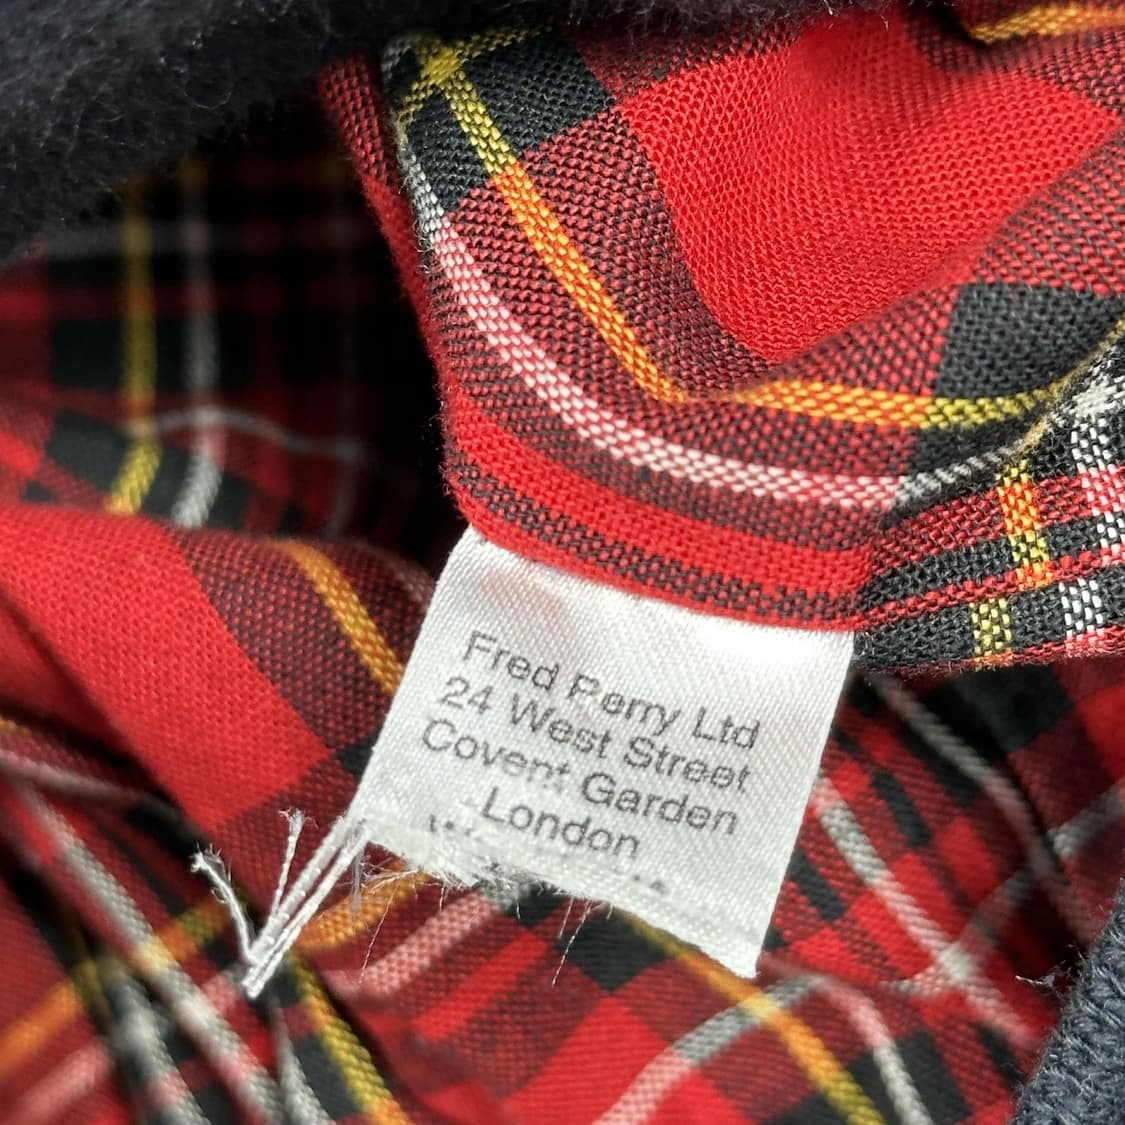 Fred Perry Ltd
24 West Street
Covent Garden
London